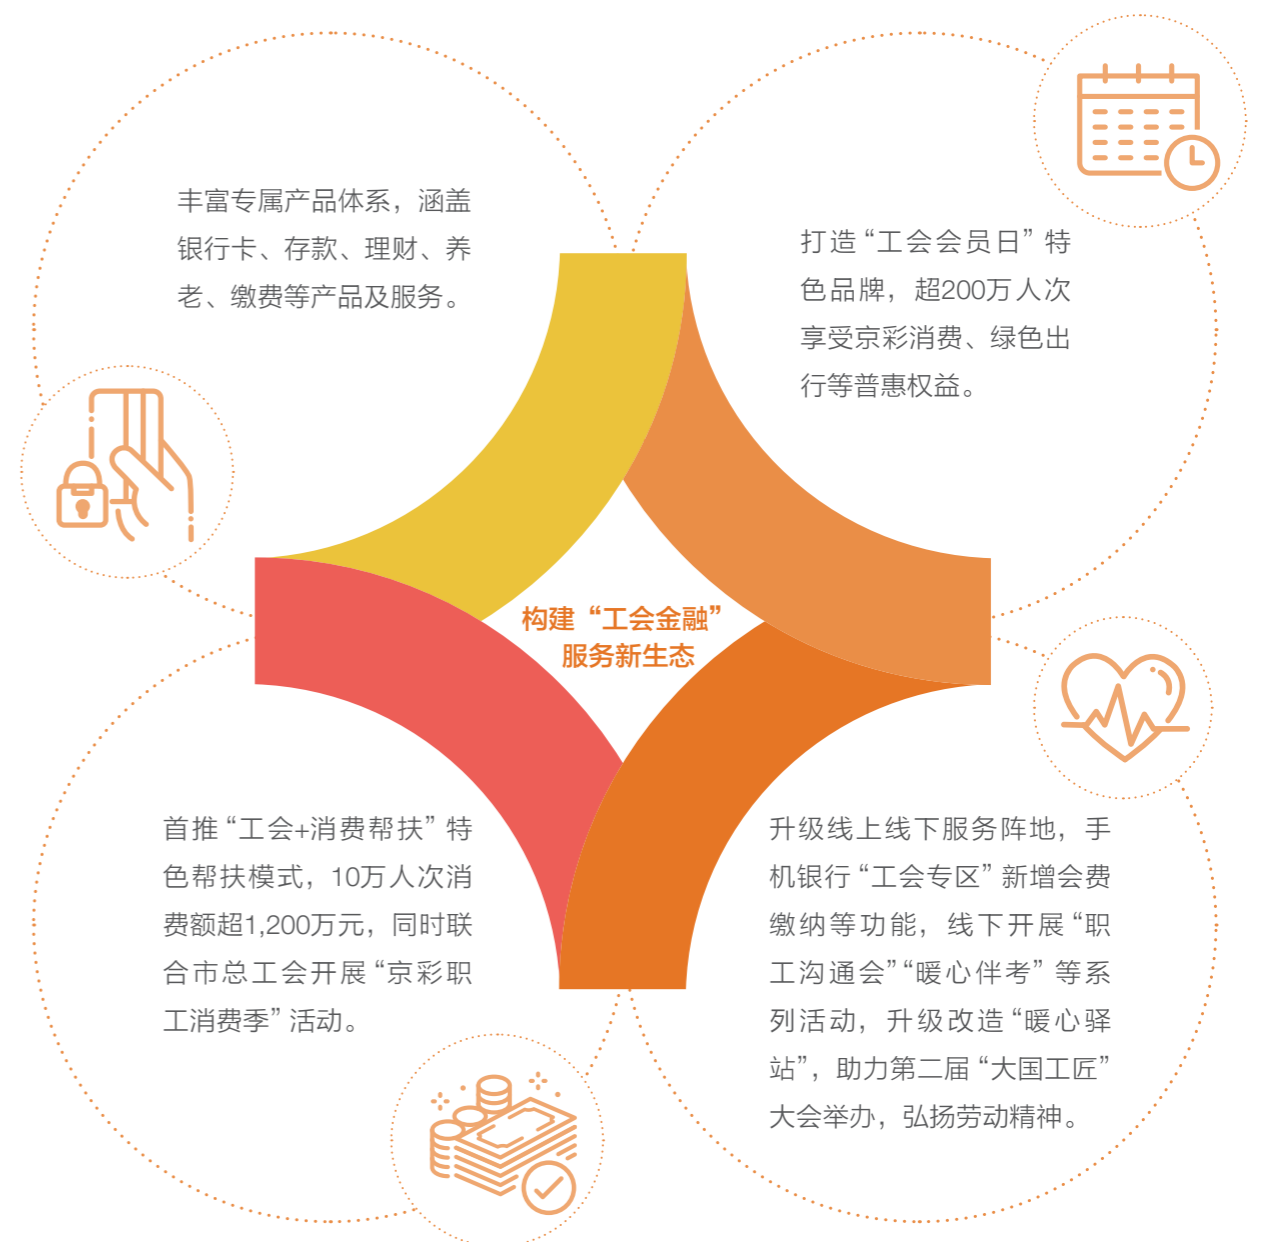 丰富专属产品体系，涵盖
银行卡、存款、理财、养
老、缴费等产品及服务。
打造“工会会员日”特
色品牌，超200万人次
享受京彩消费、绿色出
行等普惠权益。
构建“工会金融”
服务新生态
首推“工会+消费帮扶”特
色帮扶模式，10万人次消
费额超1,200万元，同时联
合市总工会开展“京彩职
工消费季”活动。
升级线上线下服务阵地，手
机银行“工会专区”新增会费
缴纳等功能，线下开展“职
工沟通会”“暖心伴考”等系
列活动，升级改造“暖心驿
站”，助力第二届“大国工匠”
大会举办，弘扬劳动精神。